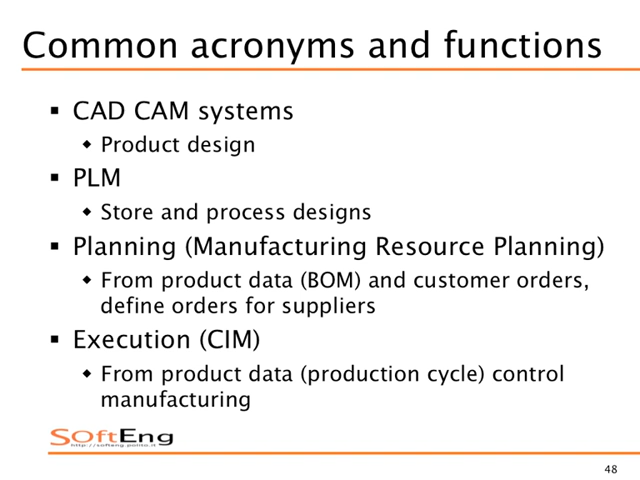 Common acronyms and functions
▪ CAD CAM systems
◆ Product design
▪ PLM
◆ Store and process designs
▪ Planning (Manufacturing Resource Planning)
◆ From product data (BOM) and customer orders,
define orders for suppliers
▪ Execution (CIM)
◆ From product data (production cycle) control
manufacturing
SOftEng
http://softeng.polito.it
48